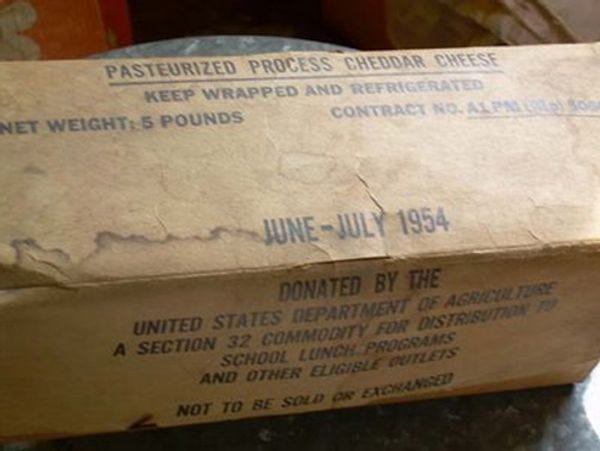 PASTEURIZED PROCESS CHEDDAR CHEESE
KEEP WRAPPED AND REFRIGERATED
NET WEIGHT: 5 POUNDS
CONTRACT NO.
JUNE-JULY 1954
DONATED BY THE
UNITED STATES DEPARTMENT OF AGRICULTURE
A SECTION 32 COMMODITY FOR DISTRIBUTION TO
SCHOOL LUNCH PROGRAMS
AND OTHER ELIGIBLE OUTLETS
NOT TO BE SOLD OR EXCHANGED